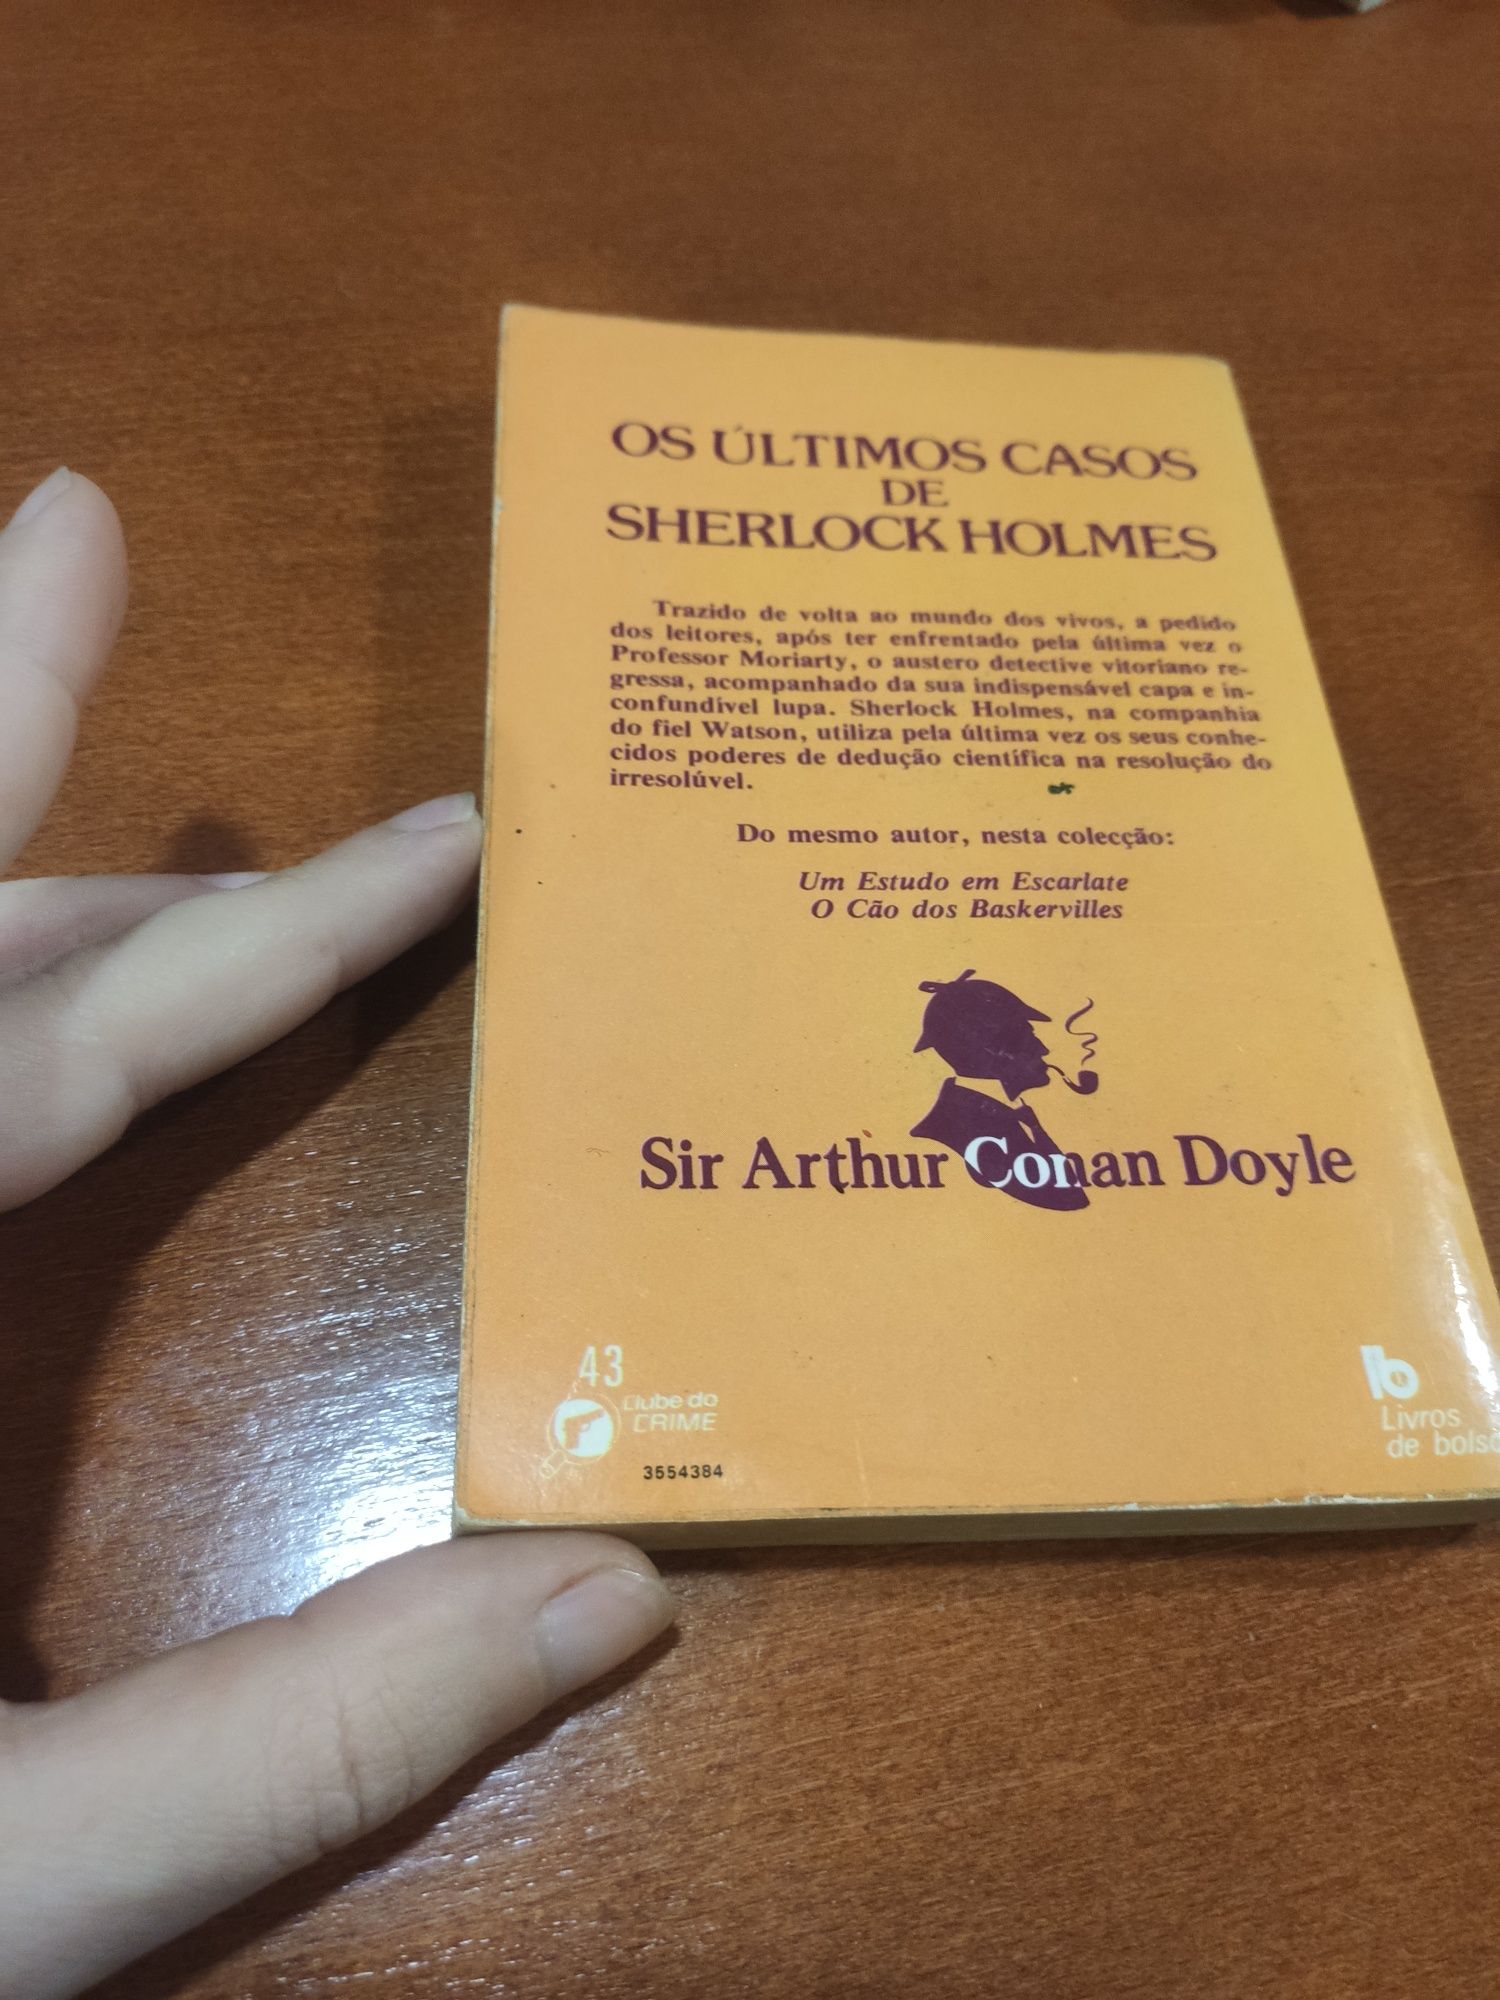 OS ÚLTIMOS CASOS
DE
SHERLOCK HOLMES
Trazido de volta ao mundo dos vivos, a pedido
dos leitores, após ter enfrentado pela última vez o
Professor Moriarty, o austero detective vitoriano re-
gressa, acompanhado da sua indispensável capa e in-
confundível lupa. Sherlock Holmes, na companhia
do fiel Watson, utiliza pela última vez os seus conhe-
cidos poderes de dedução científica na resolução do
irresolúvel.
Do mesmo autor, nesta colecção:
Um Estudo em Escarlate
O Cão dos Baskervilles
Sir Arthur Conan Doyle
43
Clube do
CRIME
3554384
lb
Livros
de bolso